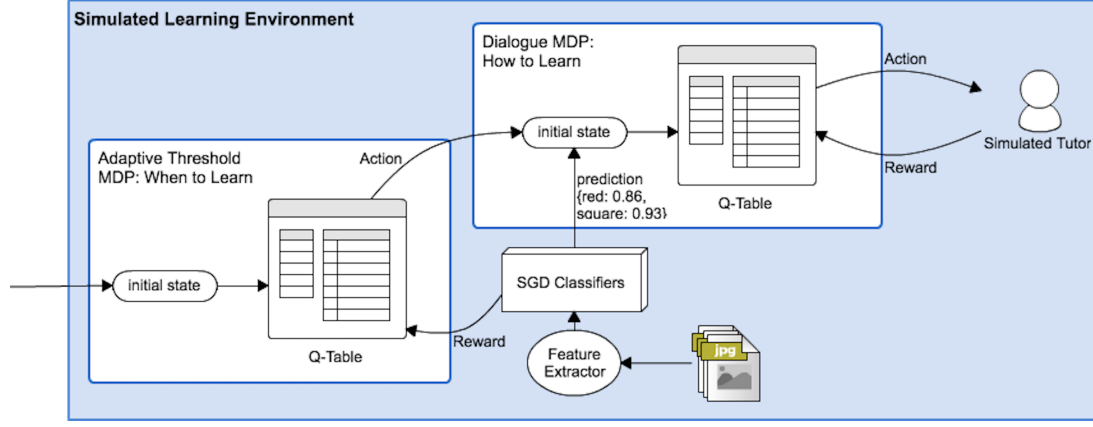 Simulated Learning Environment
Dialogue MDP:
How to Learn
Action
initial state
Simulated Tutor
Reward
Q-Table
prediction
{red: 0.86,
square: 0.93}
Adaptive Threshold
MDP: When to Learn
Action
initial state
Q-Table
Reward
SGD Classifiers
Feature
Extractor
jpg